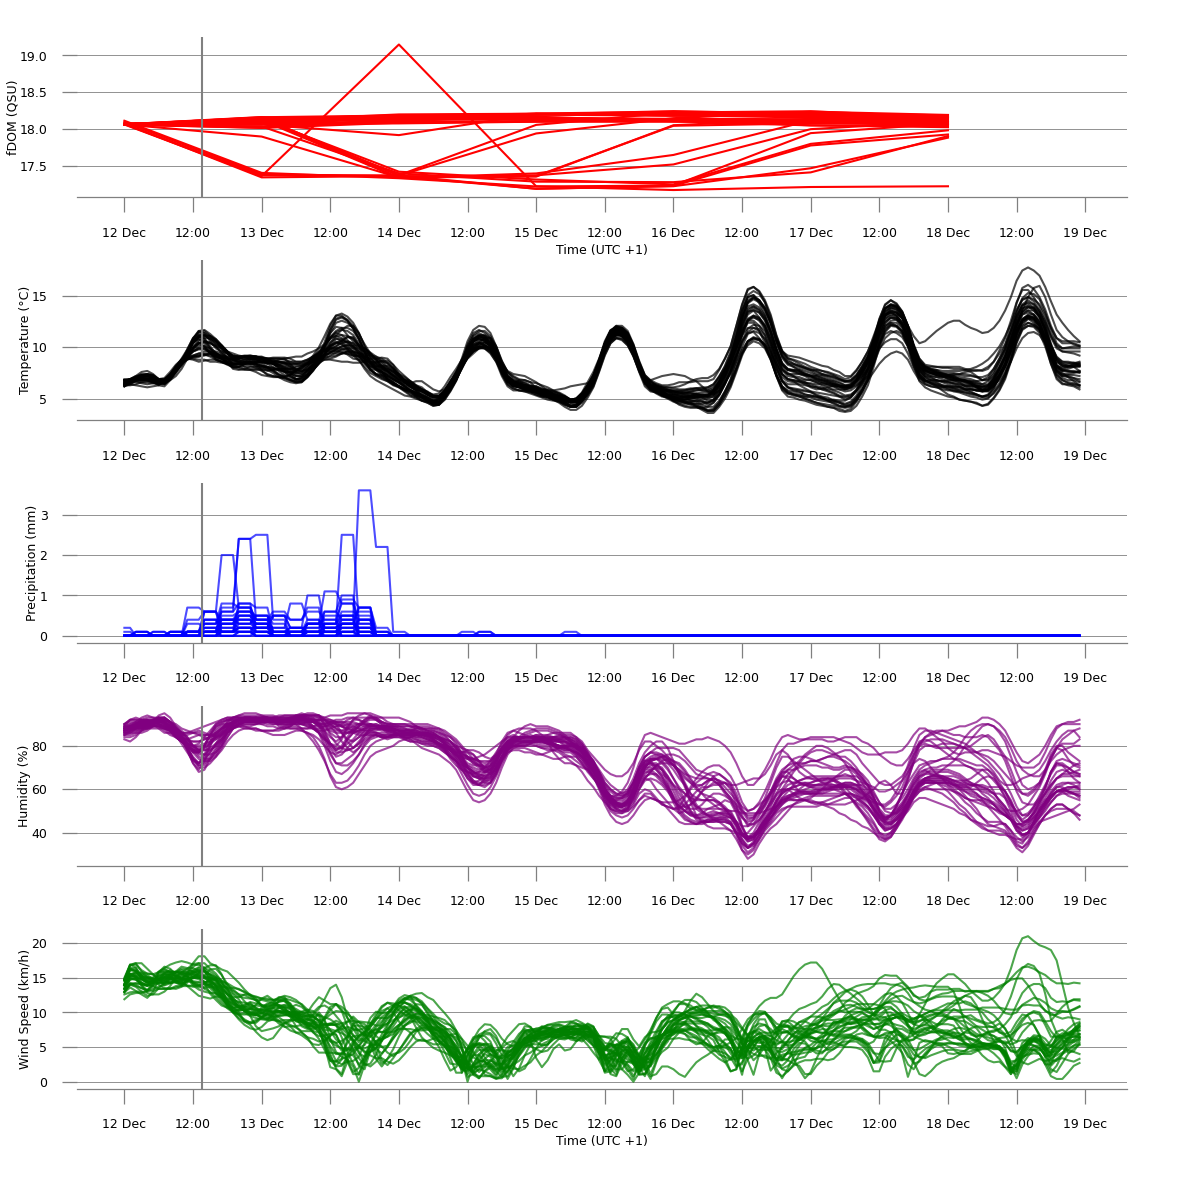 fDOM (QSU)
19.0
18.5
18.0
17.5
12 Dec 12:00 13 Dec 12:00 14 Dec 12:00 15 Dec 12:00 16 Dec 12:00 17 Dec 12:00 18 Dec 12:00 19 Dec
Time (UTC +1)
Temperature (°C)
15
10
5
12 Dec 12:00 13 Dec 12:00 14 Dec 12:00 15 Dec 12:00 16 Dec 12:00 17 Dec 12:00 18 Dec 12:00 19 Dec
Precipitation (mm)
3
2
1
0
12 Dec 12:00 13 Dec 12:00 14 Dec 12:00 15 Dec 12:00 16 Dec 12:00 17 Dec 12:00 18 Dec 12:00 19 Dec
Humidity (%)
80
60
40
12 Dec 12:00 13 Dec 12:00 14 Dec 12:00 15 Dec 12:00 16 Dec 12:00 17 Dec 12:00 18 Dec 12:00 19 Dec
Wind Speed (km/h)
20
15
10
5
0
12 Dec 12:00 13 Dec 12:00 14 Dec 12:00 15 Dec 12:00 16 Dec 12:00 17 Dec 12:00 18 Dec 12:00 19 Dec
Time (UTC +1)